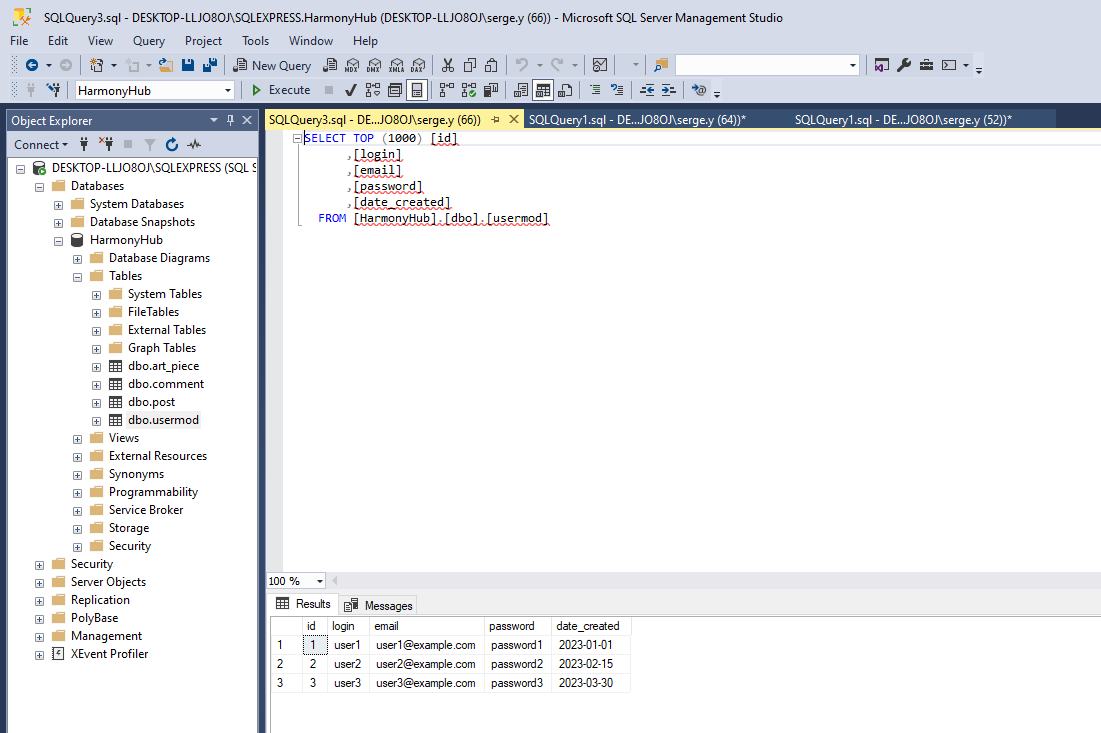 SQLQuery3.sql - DESKTOP-LLJO8OJ\SQLEXPRESS.HarmonyHub (DESKTOP-LLJO8OJ\serge.y (66)) - Microsoft SQL Server Management Studio
File Edit View Query Project Tools Window Help
New Query MDX DMX XMLA DAX
HarmonyHub Execute
Object Explorer
Connect
DESKTOP-LLJO8OJ\SQLEXPRESS (SQL S
Databases
System Databases
Database Snapshots
HarmonyHub
Database Diagrams
Tables
System Tables
FileTables
External Tables
Graph Tables
dbo.art_piece
dbo.comment
dbo.post
dbo.usermod
Views
External Resources
Synonyms
Programmability
Service Broker
Storage
Security
Security
Server Objects
Replication
PolyBase
Management
XEvent Profiler
SQLQuery3.sql - DE...JO8OJ\serge.y (66)) SQLQuery1.sql - DE...JO8OJ\serge.y (64))* SQLQuery1.sql - DE...JO8OJ\serge.y (52))*
SELECT TOP (1000) [id]
,[login]
,[email]
,[password]
,[date_created]
FROM [HarmonyHub].[dbo].[usermod]
100 %
Results Messages
id login email password date_created
1 1 user1 user1@example.com password1 2023-01-01
2 2 user2 user2@example.com password2 2023-02-15
3 3 user3 user3@example.com password3 2023-03-30